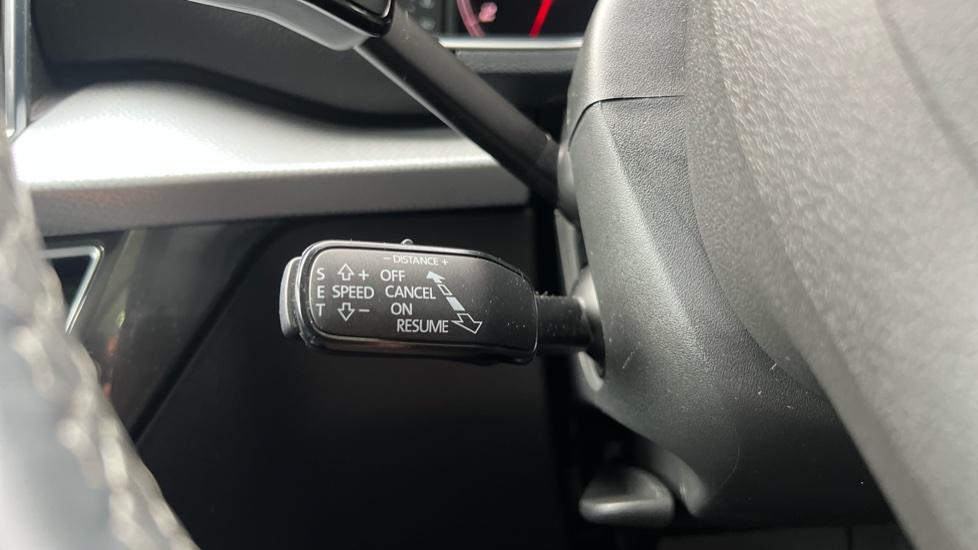 - DISTANCE +
S + OFF
E SPEED CANCEL
T - ON
RESUME